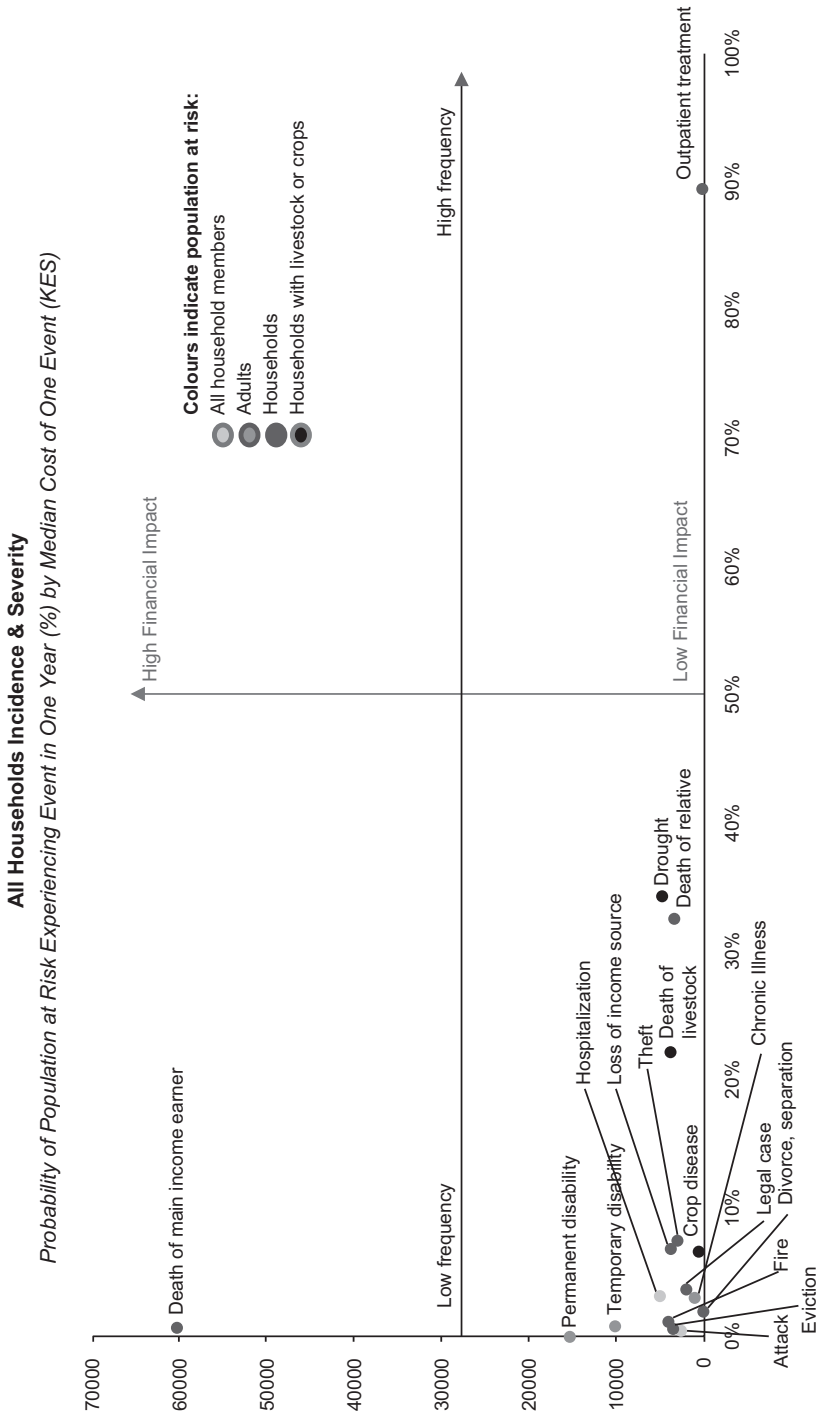 All Households Incidence & Severity
Probability of Population at Risk Experiencing Event in One Year (%) by Median Cost of One Event (KES)
70000
60000
50000
40000
30000
20000
10000
0
0%
10%
20%
30%
40%
50%
60%
70%
80%
90%
100%
High Financial Impact
Low Financial Impact
Low frequency
High frequency
Colours indicate population at risk:
All household members
Adults
Households
Households with livestock or crops
Death of main income earner
Permanent disability
Temporary disability
Hospitalization
Loss of income source
Theft
Crop disease
Death of
livestock
Drought
Death of relative
Outpatient treatment
Chronic Illness
Divorce, separation
Legal case
Fire
Eviction
Attack